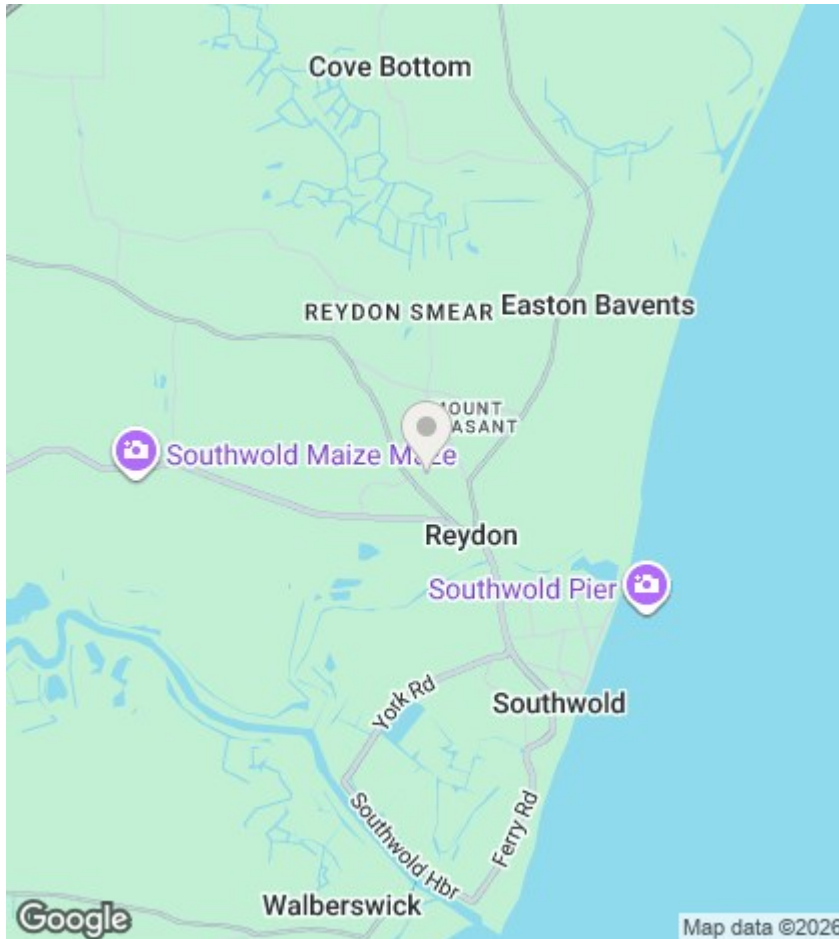 Cove Bottom
REYDON SMEAR
Easton Bavents
Southwold Maize Maze
Reydon
Southwold Pier
York Rd
Southwold
Ferry Rd
Southwold Hbr
Walberswick
Google
Map data ©2026